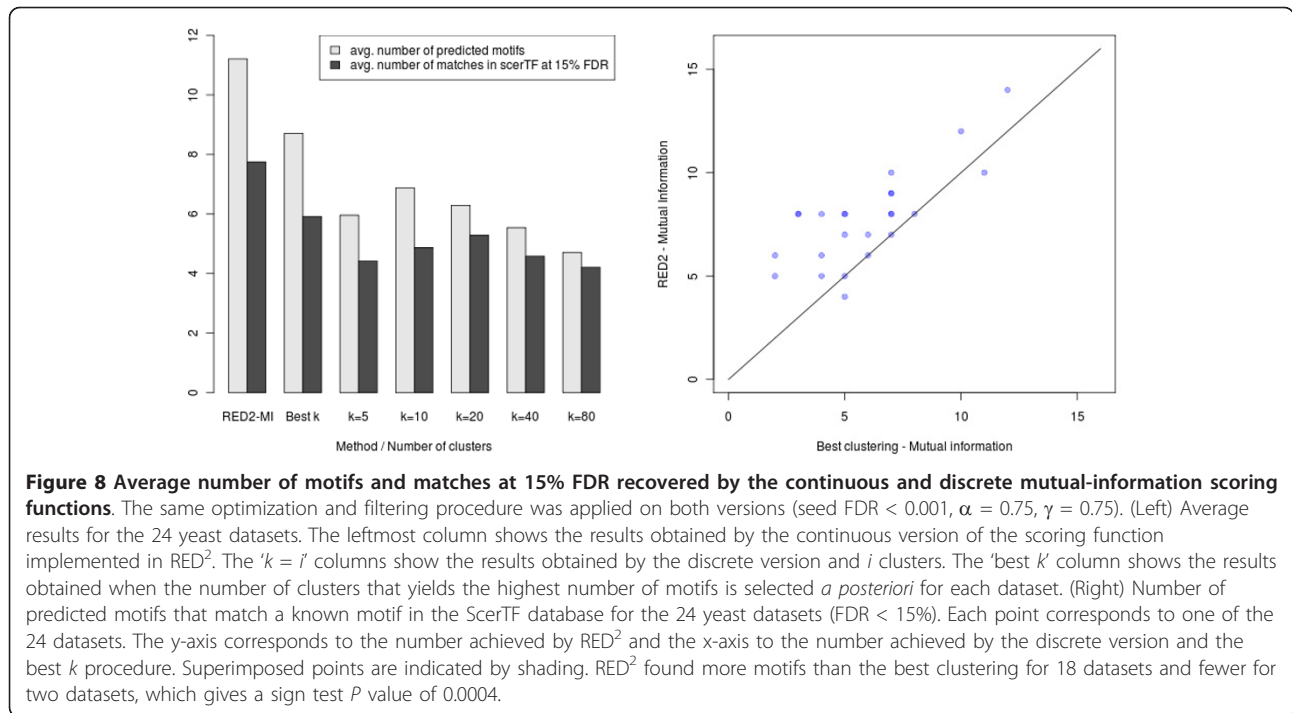 avg. number of predicted motifs
avg. number of matches in scerTF at 15% FDR
12
10
8
6
4
2
0
RED2-MI Best k k=5 k=10 k=20 k=40 k=80
Method / Number of clusters
RED2 - Mutual Information
15
10
5
0
0 5 10 15
Best clustering - Mutual information
Figure 8 Average number of motifs and matches at 15% FDR recovered by the continuous and discrete mutual-information scoring
functions. The same optimization and filtering procedure was applied on both versions (seed FDR < 0.001, α = 0.75, γ = 0.75). (Left) Average
results for the 24 yeast datasets. The leftmost column shows the results obtained by the continuous version of the scoring function
implemented in RED². The ‘k = i’ columns show the results obtained by the discrete version and i clusters. The ‘best k’ column shows the results
obtained when the number of clusters that yields the highest number of motifs is selected a posteriori for each dataset. (Right) Number of
predicted motifs that match a known motif in the ScerTF database for the 24 yeast datasets (FDR < 15%). Each point corresponds to one of the
24 datasets. The y-axis corresponds to the number achieved by RED² and the x-axis to the number achieved by the discrete version and the
best k procedure. Superimposed points are indicated by shading. RED² found more motifs than the best clustering for 18 datasets and fewer for
two datasets, which gives a sign test P value of 0.0004.